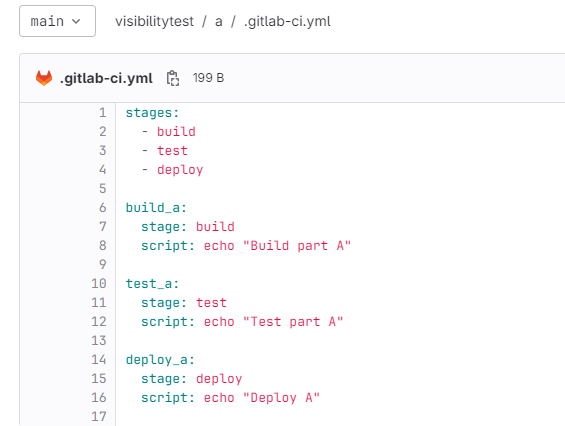 main visibilitytest / a / .gitlab-ci.yml
.gitlab-ci.yml 199 B
1 stages:
2   - build
3   - test
4   - deploy
5
6 build_a:
7   stage: build
8   script: echo "Build part A"
9
10 test_a:
11   stage: test
12   script: echo "Test part A"
13
14 deploy_a:
15   stage: deploy
16   script: echo "Deploy A"
17